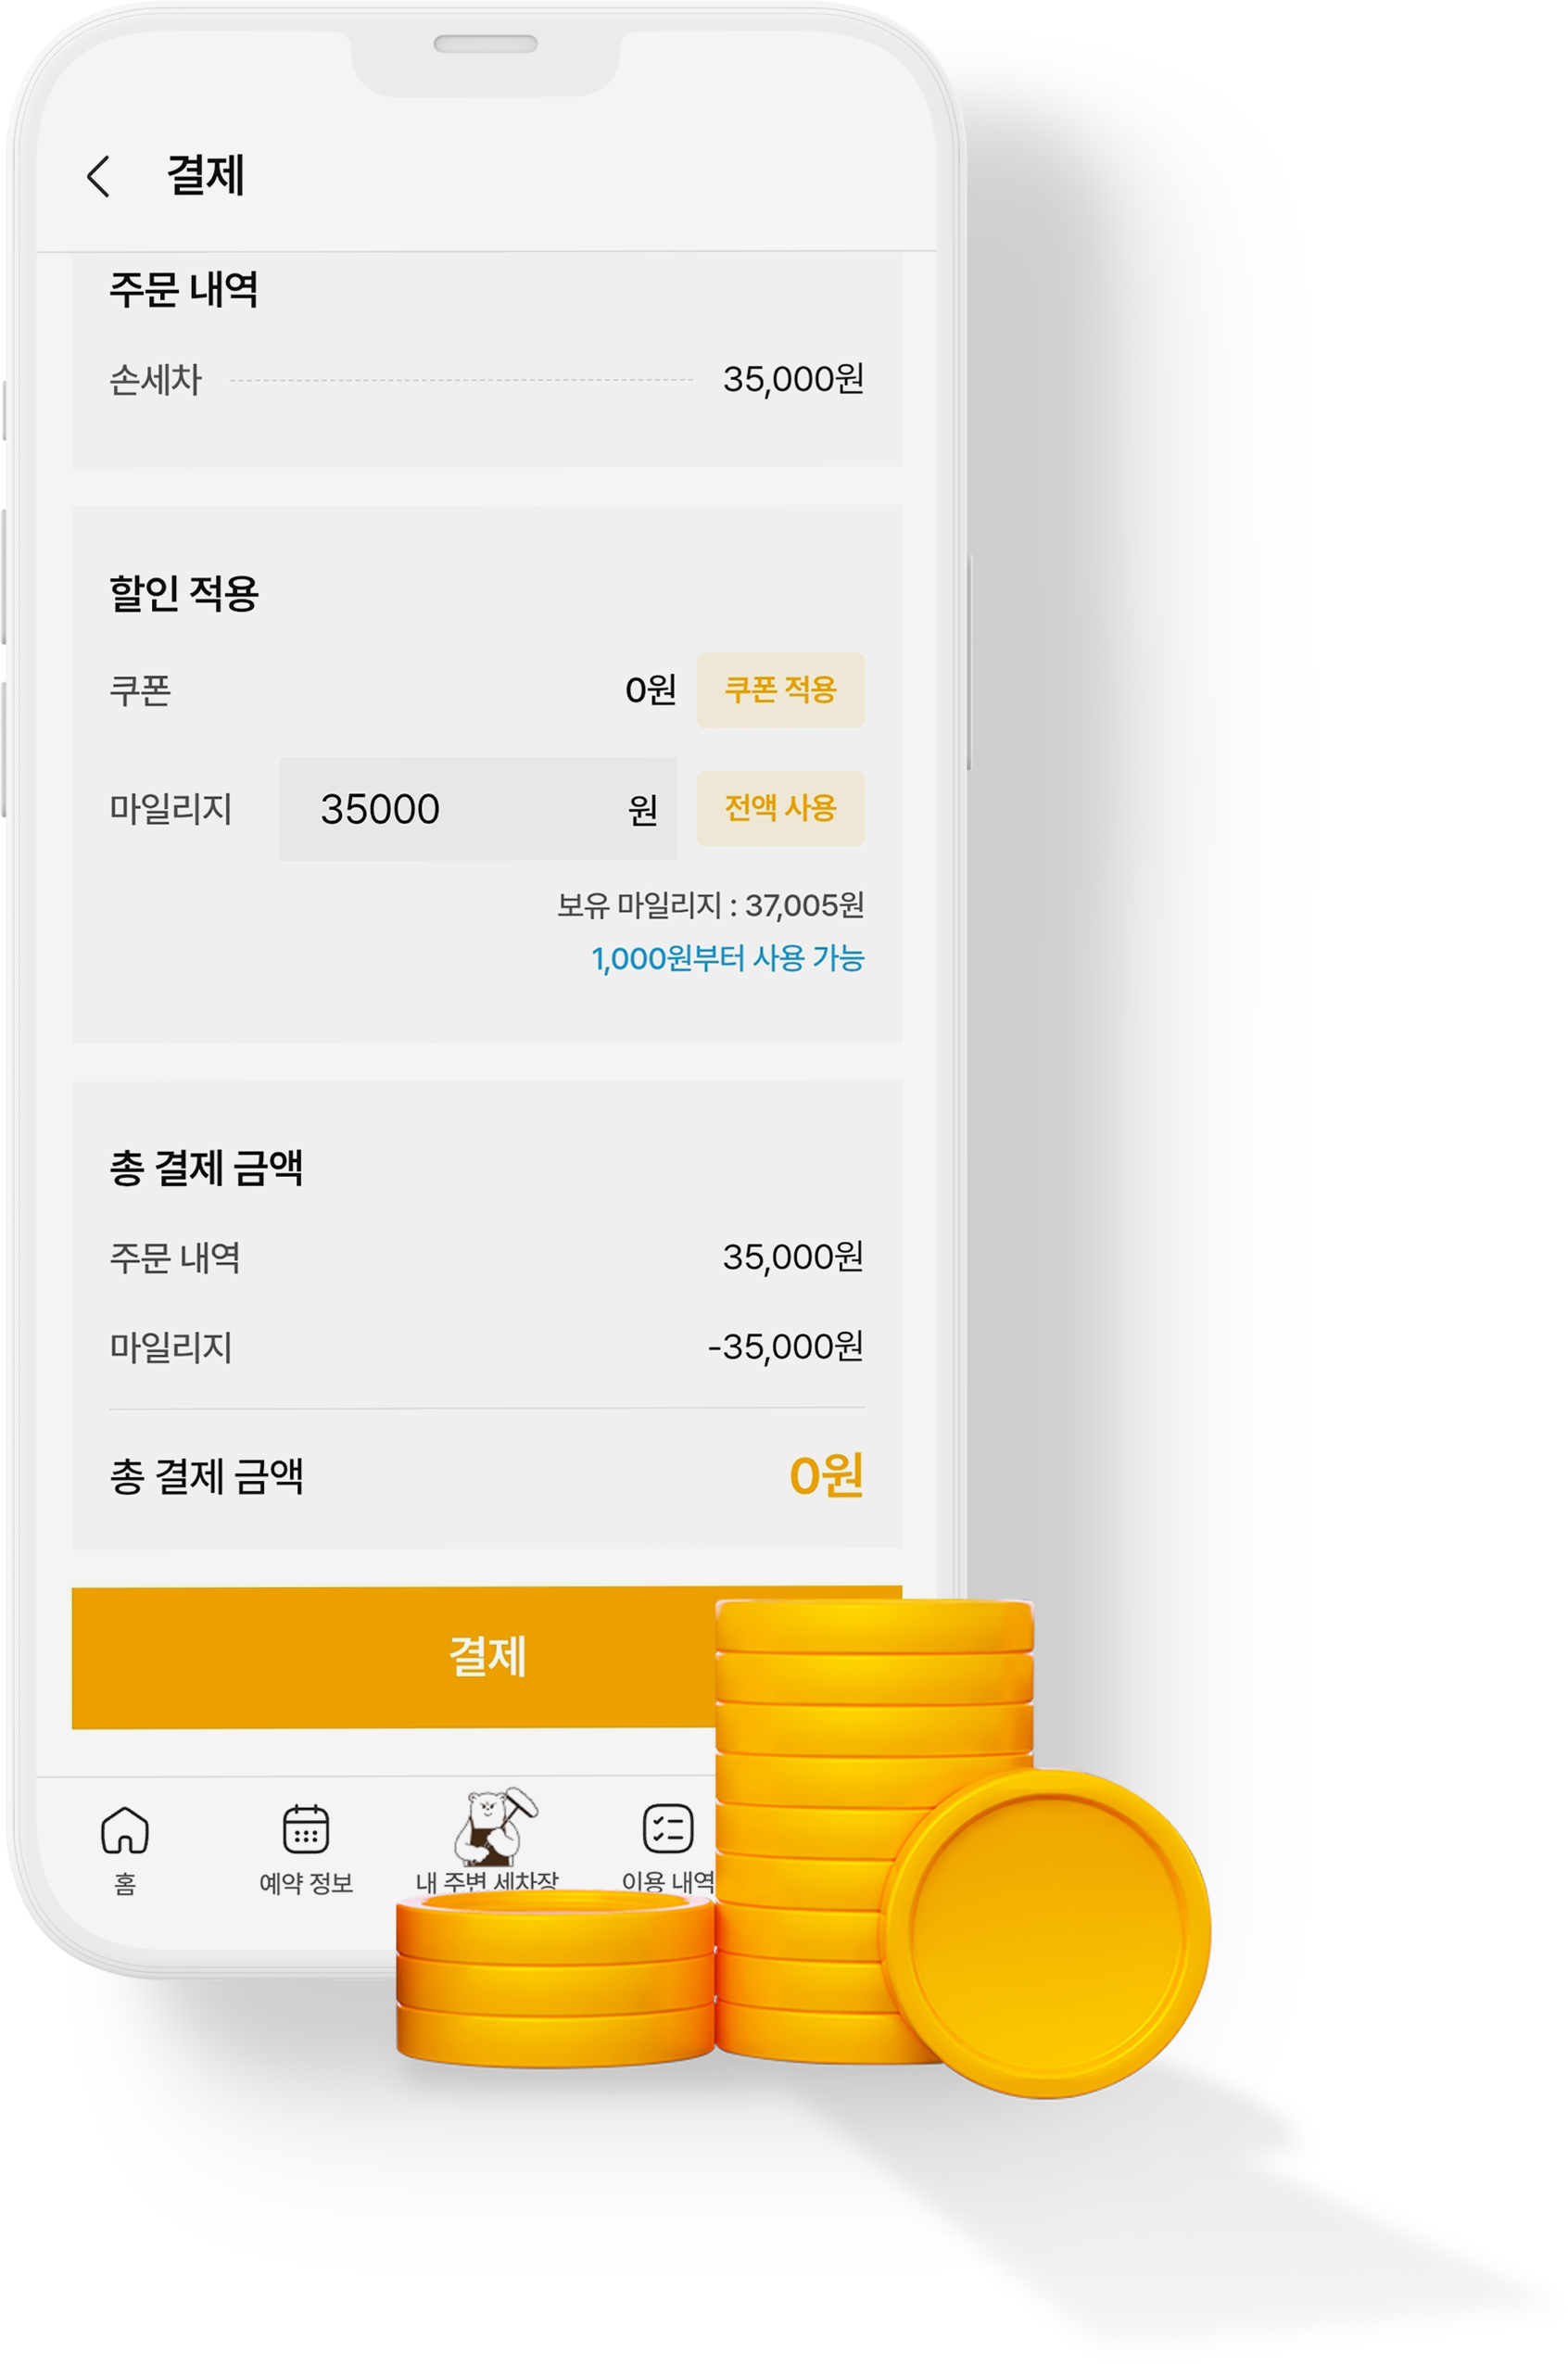 결제
주문 내역
손세차 35,000원
할인 적용
쿠폰 0원 쿠폰 적용
마일리지 35000 원 전액 사용
보유 마일리지 : 37,005원
1,000원부터 사용 가능
총 결제 금액
주문 내역 35,000원
마일리지 -35,000원
총 결제 금액 0원
결제
홈 예약 정보 내 주변 세차장 이용 내역